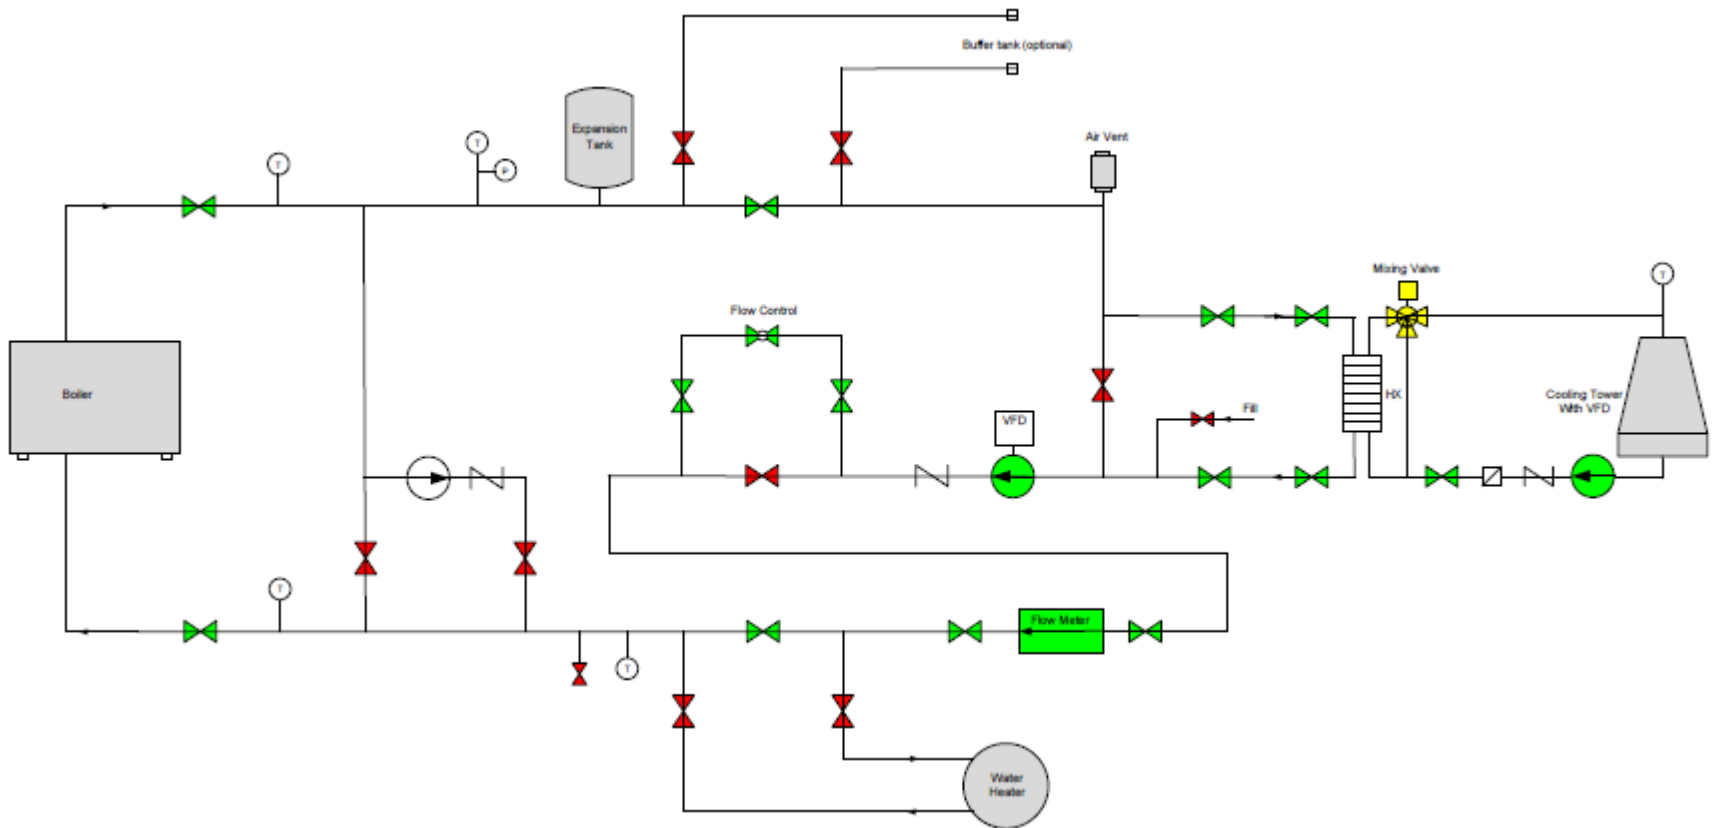 Buffer tank (optional)
Expansion
Tank
Air Vent
T
T
P
Mixing Valve
T
Flow Control
Boiler
HX
Cooling Tower
With VFD
Fill
VFD
T
Flow Meter
T
Water
Heater